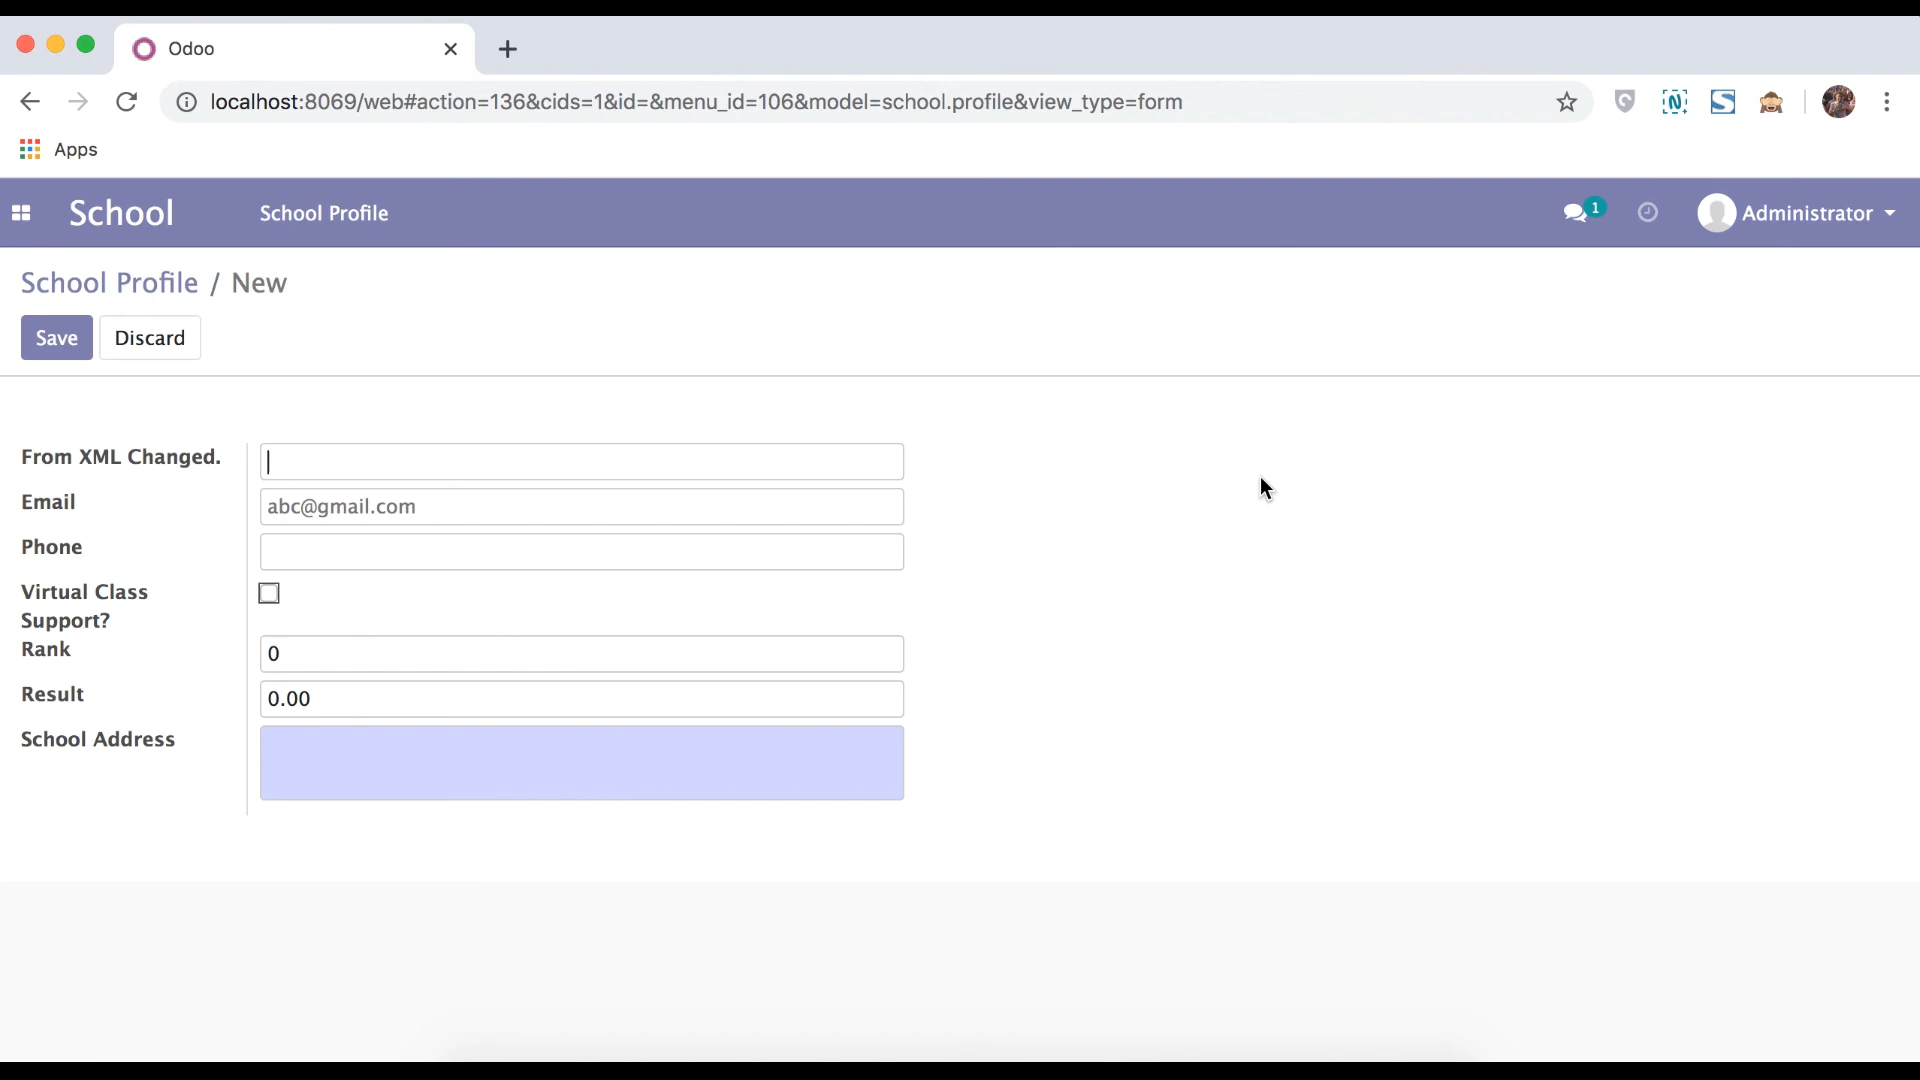 Odoo
localhost:8069/web#action=136&cids=1&id=&menu_id=106&model=school.profile&view_type=form
Apps
School School Profile 1 Administrator
School Profile / New
Save Discard
From XML Changed.
Email abc@gmail.com
Phone
Virtual Class
Support?
Rank 0
Result 0.00
School Address